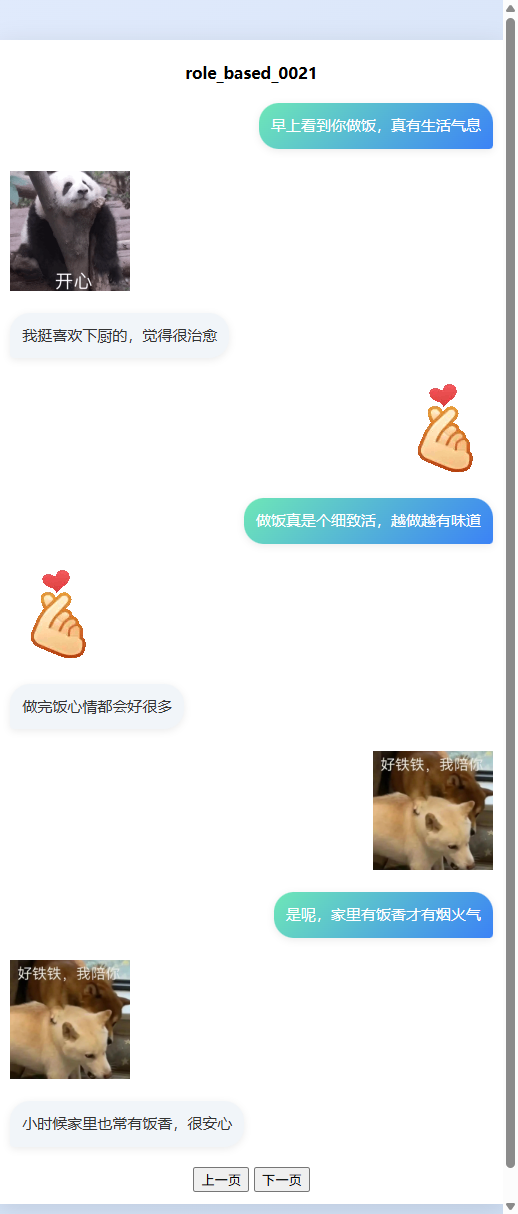 role_based_0021
早上看到你做饭，真有生活气息
开心
我挺喜欢下厨的，觉得很治愈
做饭真是个细致活，越做越有味道
做完饭心情都会好很多
好铁铁，我陪你
是呢，家里有饭香才有烟火气
好铁铁，我陪你
小时候家里也常有饭香，很安心
上一页 下一页